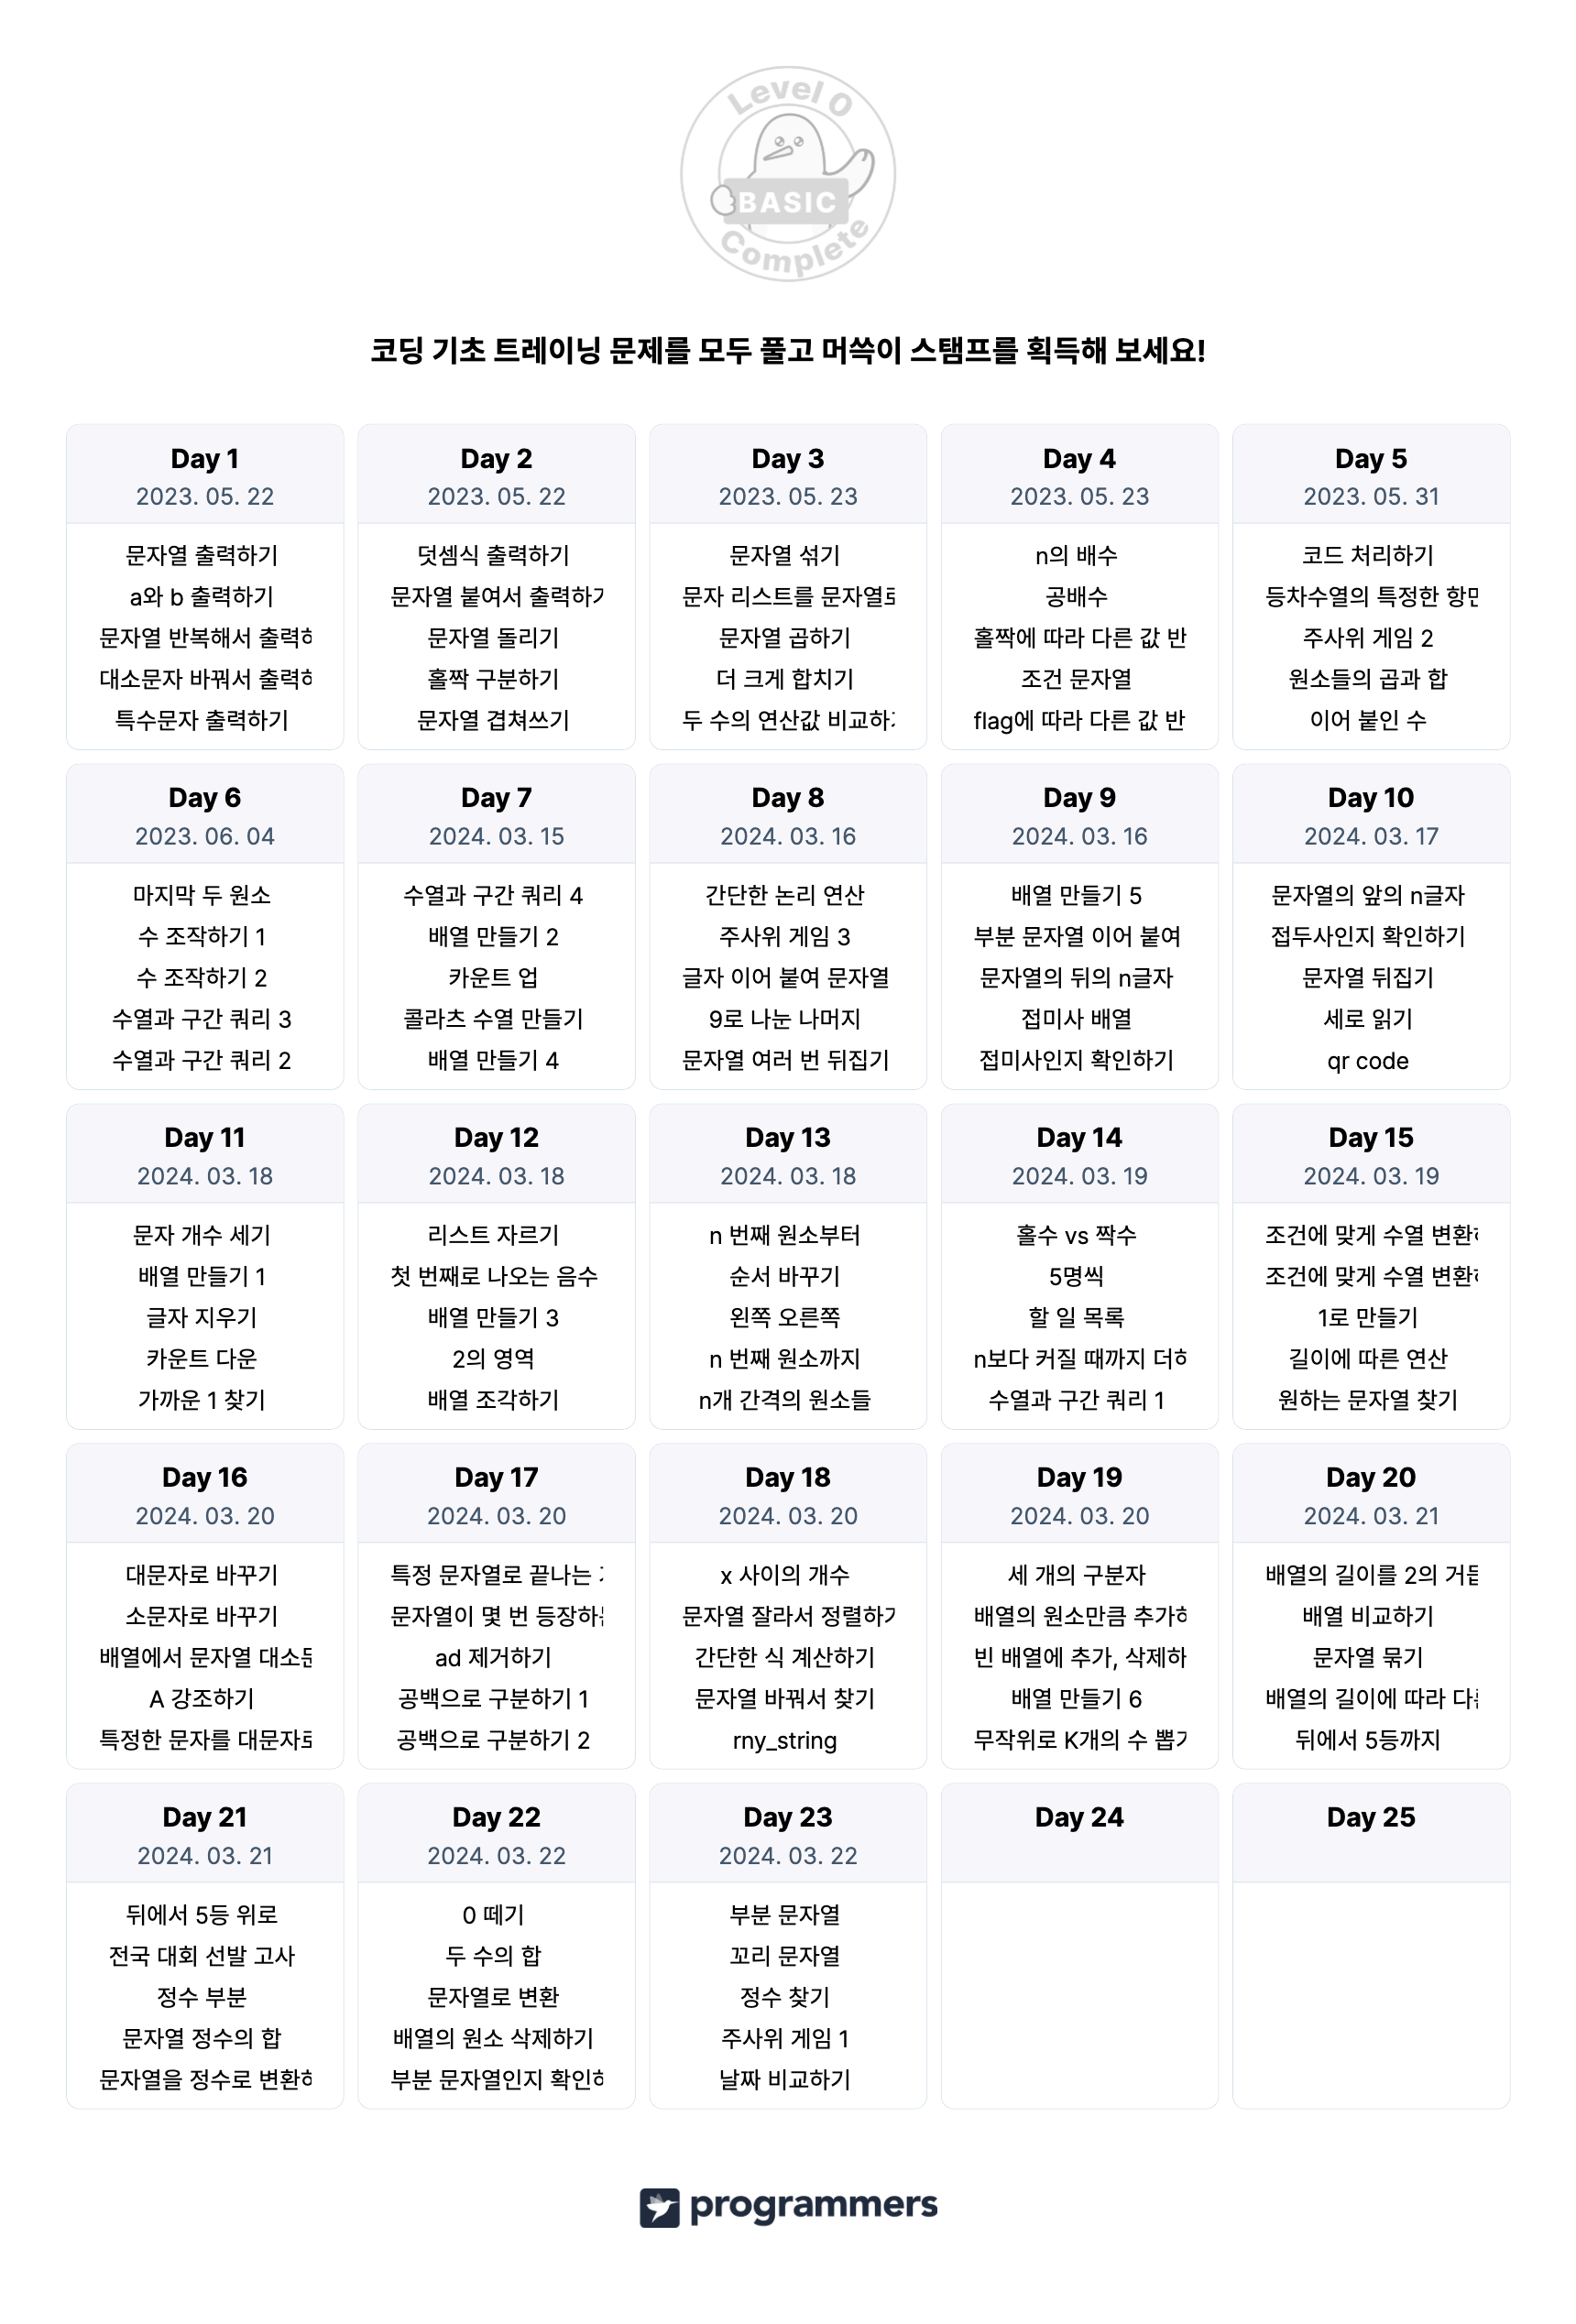 Level 0
BASIC
Complete
코딩 기초 트레이닝 문제를 모두 풀고 머쓱이 스탬프를 획득해 보세요!
Day 1
2023. 05. 22
문자열 출력하기
a와 b 출력하기
문자열 반복해서 출력하
대소문자 바꿔서 출력하
특수문자 출력하기
Day 2
2023. 05. 22
덧셈식 출력하기
문자열 붙여서 출력하기
문자열 돌리기
홀짝 구분하기
문자열 겹쳐쓰기
Day 3
2023. 05. 23
문자열 섞기
문자 리스트를 문자열로
문자열 곱하기
더 크게 합치기
두 수의 연산값 비교하기
Day 4
2023. 05. 23
n의 배수
공배수
홀짝에 따라 다른 값 반
조건 문자열
flag에 따라 다른 값 반
Day 5
2023. 05. 31
코드 처리하기
등차수열의 특정한 항만
주사위 게임 2
원소들의 곱과 합
이어 붙인 수
Day 6
2023. 06. 04
마지막 두 원소
수 조작하기 1
수 조작하기 2
수열과 구간 쿼리 3
수열과 구간 쿼리 2
Day 7
2024. 03. 15
수열과 구간 쿼리 4
배열 만들기 2
카운트 업
콜라츠 수열 만들기
배열 만들기 4
Day 8
2024. 03. 16
간단한 논리 연산
주사위 게임 3
글자 이어 붙여 문자열
9로 나눈 나머지
문자열 여러 번 뒤집기
Day 9
2024. 03. 16
배열 만들기 5
부분 문자열 이어 붙여
문자열의 뒤의 n글자
접미사 배열
접미사인지 확인하기
Day 10
2024. 03. 17
문자열의 앞의 n글자
접두사인지 확인하기
문자열 뒤집기
세로 읽기
qr code
Day 11
2024. 03. 18
문자 개수 세기
배열 만들기 1
글자 지우기
카운트 다운
가까운 1 찾기
Day 12
2024. 03. 18
리스트 자르기
첫 번째로 나오는 음수
배열 만들기 3
2의 영역
배열 조각하기
Day 13
2024. 03. 18
n 번째 원소부터
순서 바꾸기
왼쪽 오른쪽
n 번째 원소까지
n개 간격의 원소들
Day 14
2024. 03. 19
홀수 vs 짝수
5명씩
할 일 목록
n보다 커질 때까지 더하
수열과 구간 쿼리 1
Day 15
2024. 03. 19
조건에 맞게 수열 변환하
조건에 맞게 수열 변환하
1로 만들기
길이에 따른 연산
원하는 문자열 찾기
Day 16
2024. 03. 20
대문자로 바꾸기
소문자로 바꾸기
배열에서 문자열 대소문
A 강조하기
특정한 문자를 대문자로
Day 17
2024. 03. 20
특정 문자열로 끝나는
문자열이 몇 번 등장하는
ad 제거하기
공백으로 구분하기 1
공백으로 구분하기 2
Day 18
2024. 03. 20
x 사이의 개수
문자열 잘라서 정렬하기
간단한 식 계산하기
문자열 바꿔서 찾기
rny_string
Day 19
2024. 03. 20
세 개의 구분자
배열의 원소만큼 추가하
빈 배열에 추가, 삭제하
배열 만들기 6
무작위로 K개의 수 뽑기
Day 20
2024. 03. 21
배열의 길이를 2의 거듭
배열 비교하기
문자열 묶기
배열의 길이에 따라 다른
뒤에서 5등까지
Day 21
2024. 03. 21
뒤에서 5등 위로
전국 대회 선발 고사
정수 부분
문자열 정수의 합
문자열을 정수로 변환하
Day 22
2024. 03. 22
0 떼기
두 수의 합
문자열로 변환
배열의 원소 삭제하기
부분 문자열인지 확인하
Day 23
2024. 03. 22
부분 문자열
꼬리 문자열
정수 찾기
주사위 게임 1
날짜 비교하기
Day 24
Day 25
programmers